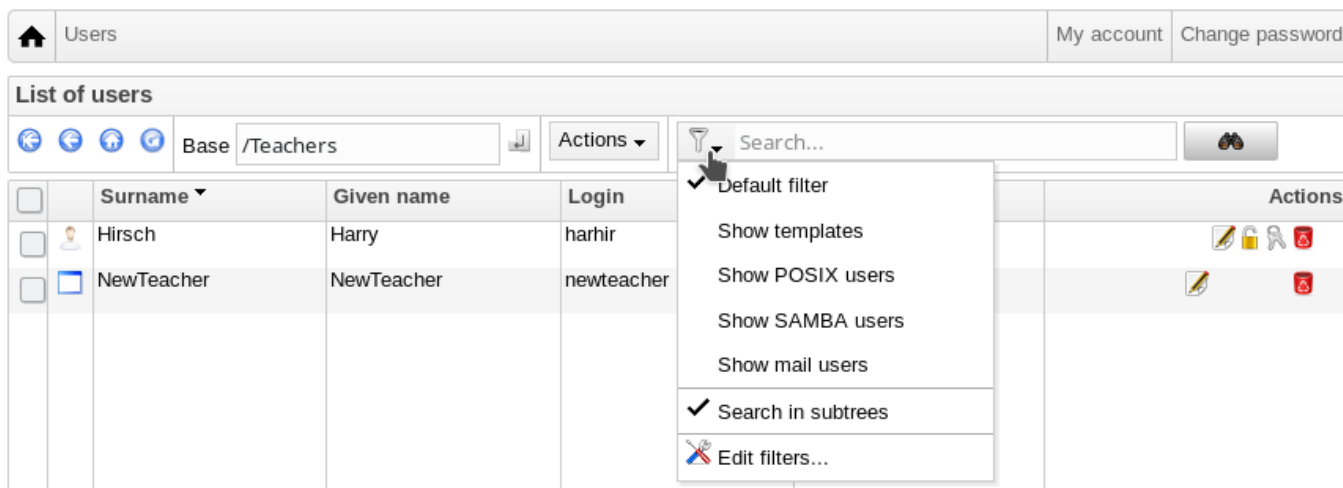 Users My account Change password
List of users
Base /Teachers Actions Search...
Surname Given name Login Actions
Default filter
Hirsch Harry harhir
Show templates
NewTeacher NewTeacher newteacher
Show POSIX users
Show SAMBA users
Show mail users
Search in subtrees
Edit filters...